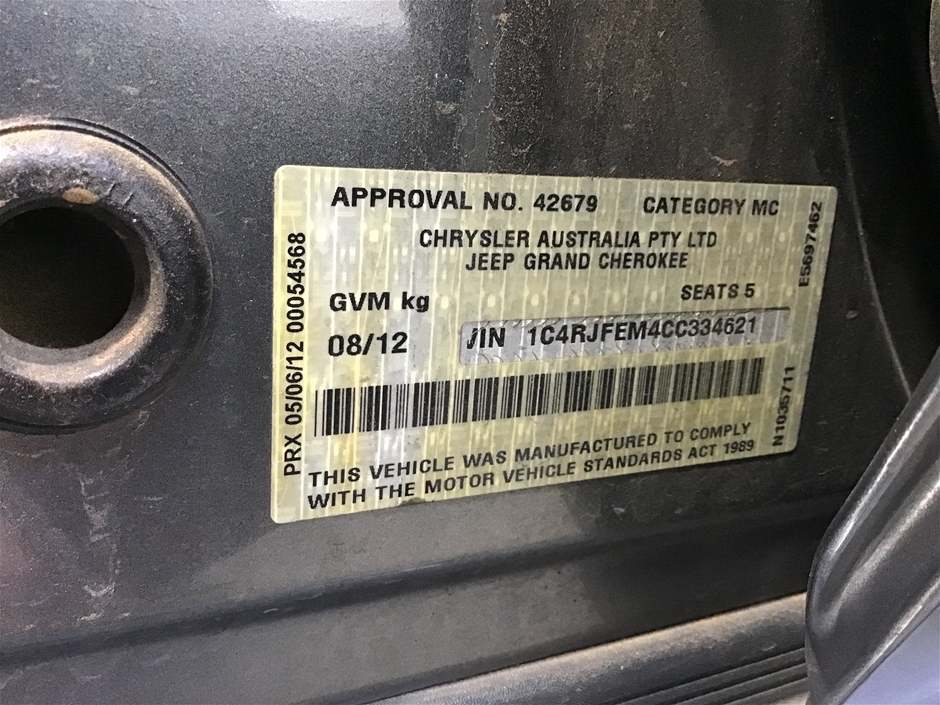 APPROVAL NO. 42679 CATEGORY MC
CHRYSLER AUSTRALIA PTY LTD
JEEP GRAND CHEROKEE
GVM kg SEATS 5
08/12 JIN 1C4RJFEM4CC334621
THIS VEHICLE WAS MANUFACTURED TO COMPLY
WITH THE MOTOR VEHICLE STANDARDS ACT 1989
PRX 05/06/12 00054568
E5697462
N1035711